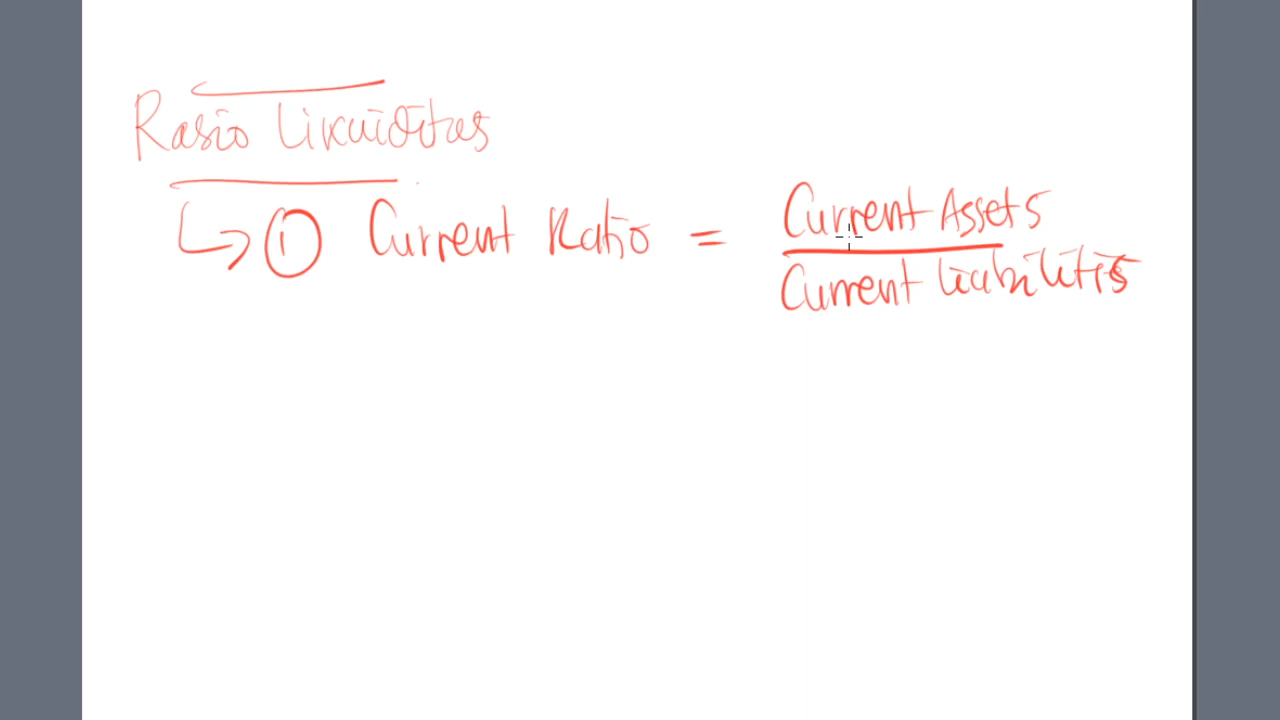 Rasio Likuiditas
① Current Ratio = Current Assets
Current Liabilities